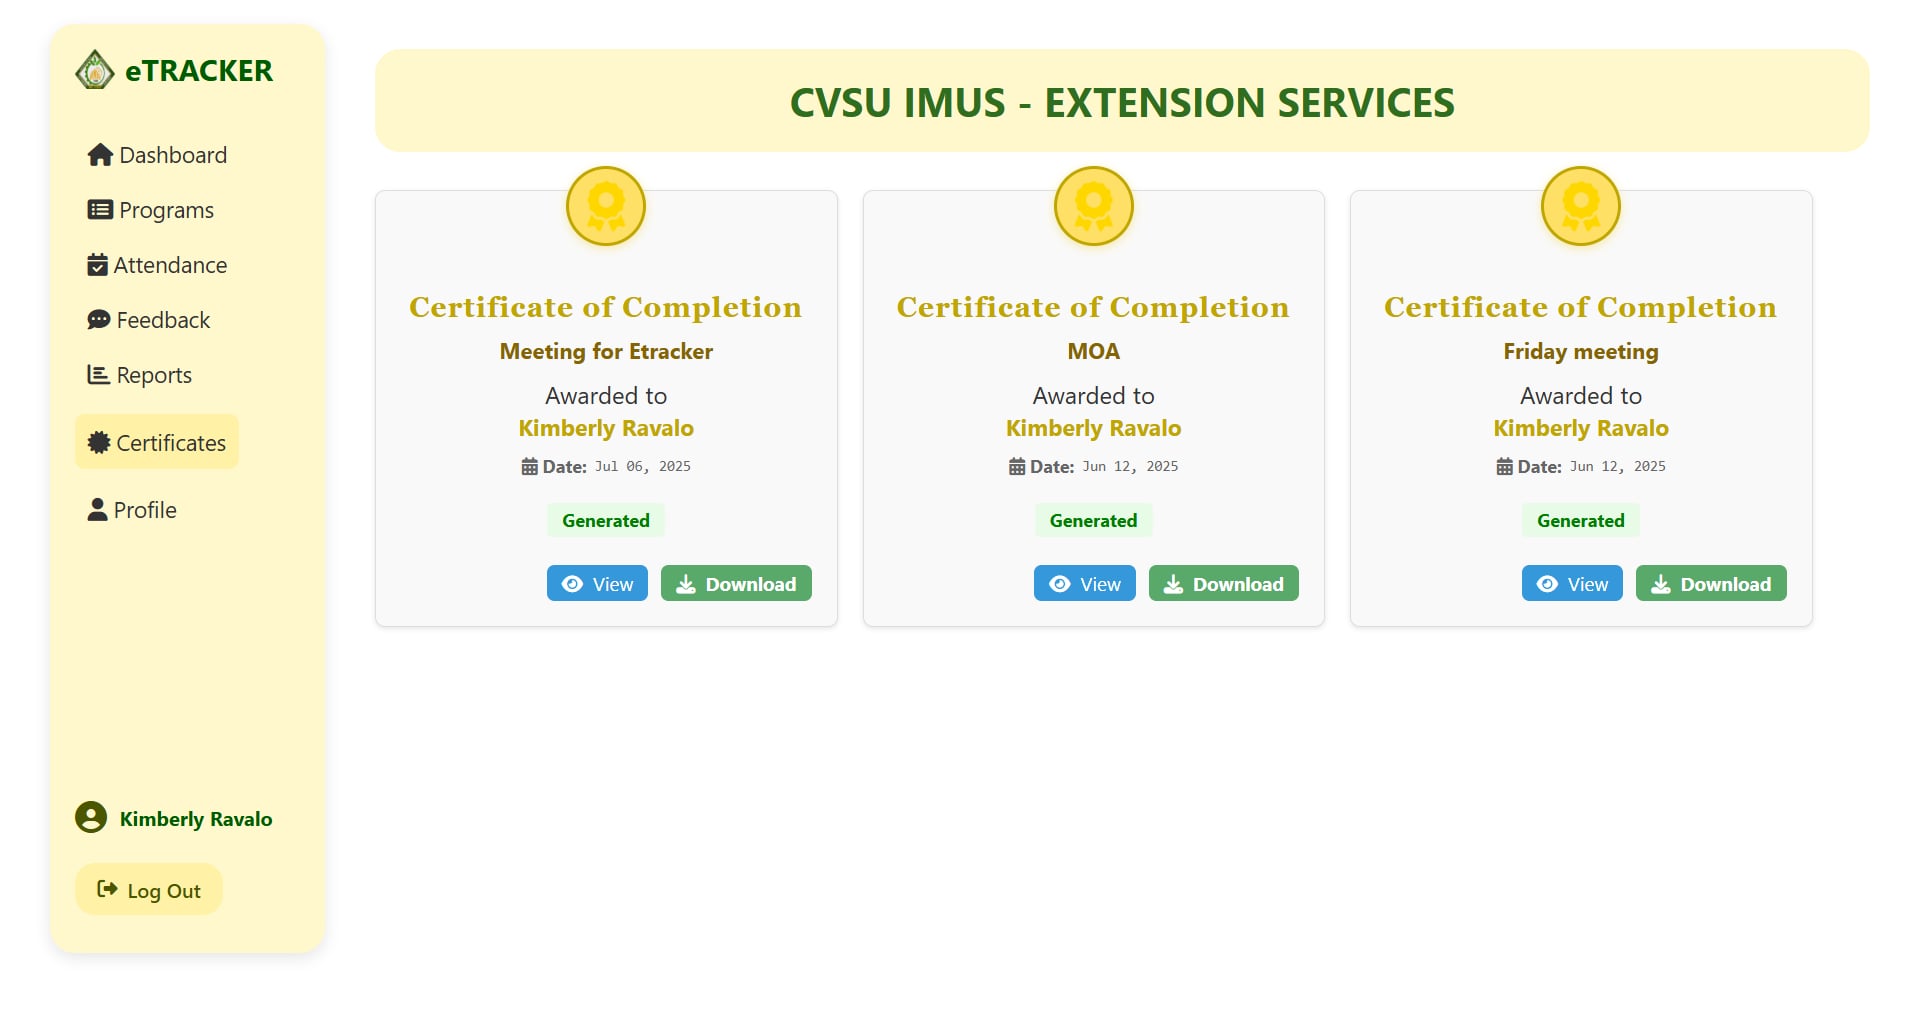 eTRACKER
Dashboard
Programs
Attendance
Feedback
Reports
Certificates
Profile
Kimberly Ravalo
Log Out
CVSU IMUS - EXTENSION SERVICES
Certificate of Completion
Meeting for Etracker
Awarded to
Kimberly Ravalo
Date: Jul 06, 2025
Generated
View
Download
Certificate of Completion
MOA
Awarded to
Kimberly Ravalo
Date: Jun 12, 2025
Generated
View
Download
Certificate of Completion
Friday meeting
Awarded to
Kimberly Ravalo
Date: Jun 12, 2025
Generated
View
Download